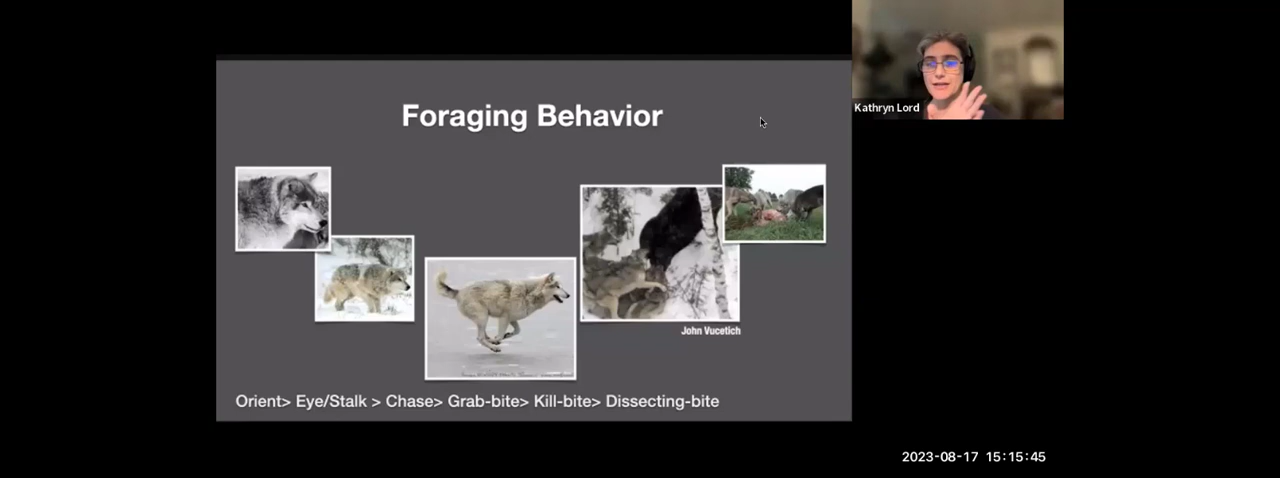 Foraging Behavior
Kathryn Lord
John Vucetich
Orient> Eye/Stalk > Chase> Grab-bite> Kill-bite> Dissecting-bite
2023-08-17 15:15:45